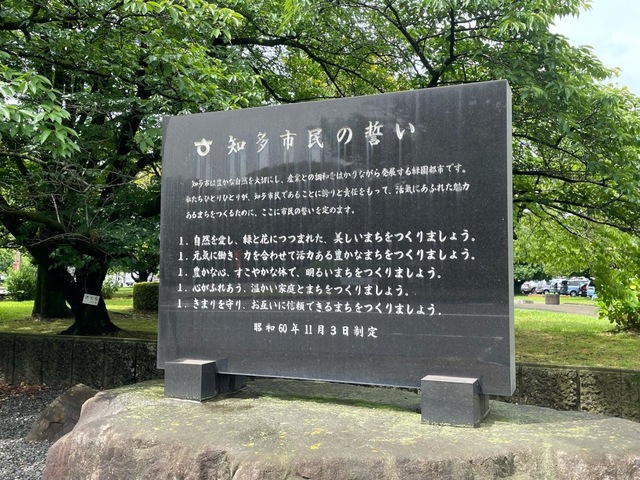 知多市民の誓い
知多市は豊かな自然を大切にし、産業との調和をはかりながら発展する緑園都市です。
私たちひとりひとりが、知多市民であることに誇りと責任をもって、活気にあふれた魅力
あるまちをつくるために、ここに市民の誓いを定めます。
1. 自然を愛し、緑と花につつまれた、美しいまちをつくりましょう。
1. 元気に働き、力を合わせて活力ある豊かなまちをつくりましょう。
1. 豊かな心、すこやかな体で、明るいまちをつくりましょう。
1. 心がふれあう、温かい家庭とまちをつくりましょう。
1. きまりを守り、お互いに信頼できるまちをつくりましょう。
昭和60年11月3日制定